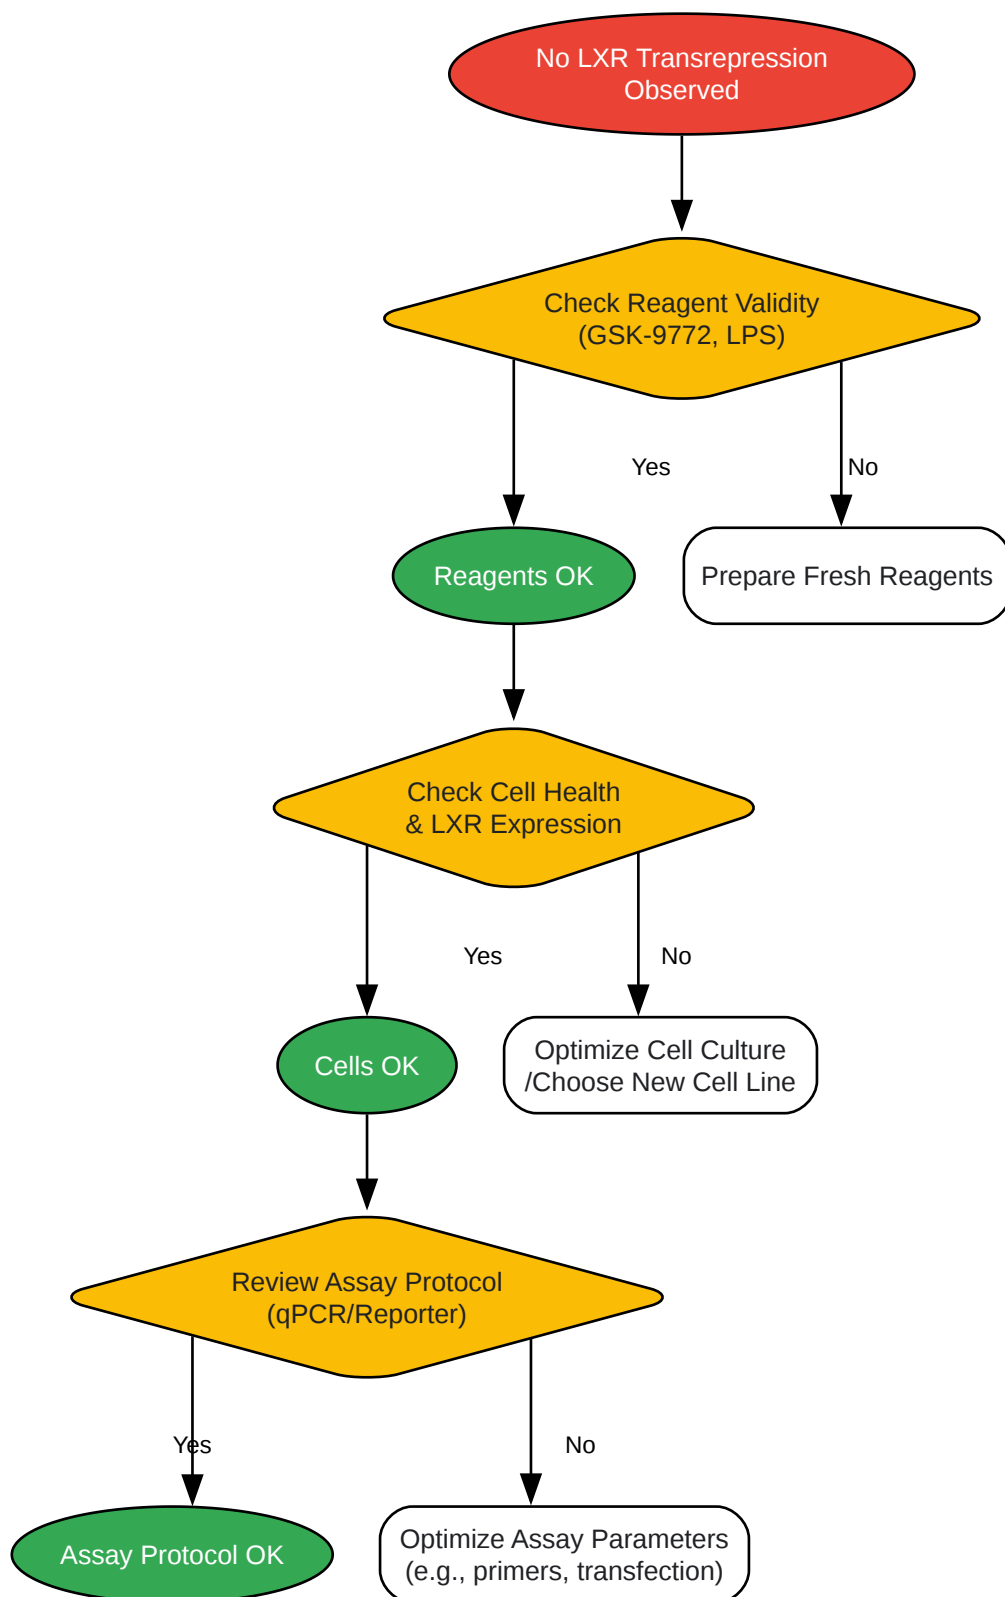 No LXR Transrepression
Observed
Check Reagent Validity
(GSK-9772, LPS)
Yes
No
Reagents OK
Prepare Fresh Reagents
Check Cell Health
& LXR Expression
Yes
No
Cells OK
Optimize Cell Culture
/Choose New Cell Line
Review Assay Protocol
(qPCR/Reporter)
Yes
No
Assay Protocol OK
Optimize Assay Parameters
(e.g., primers, transfection)